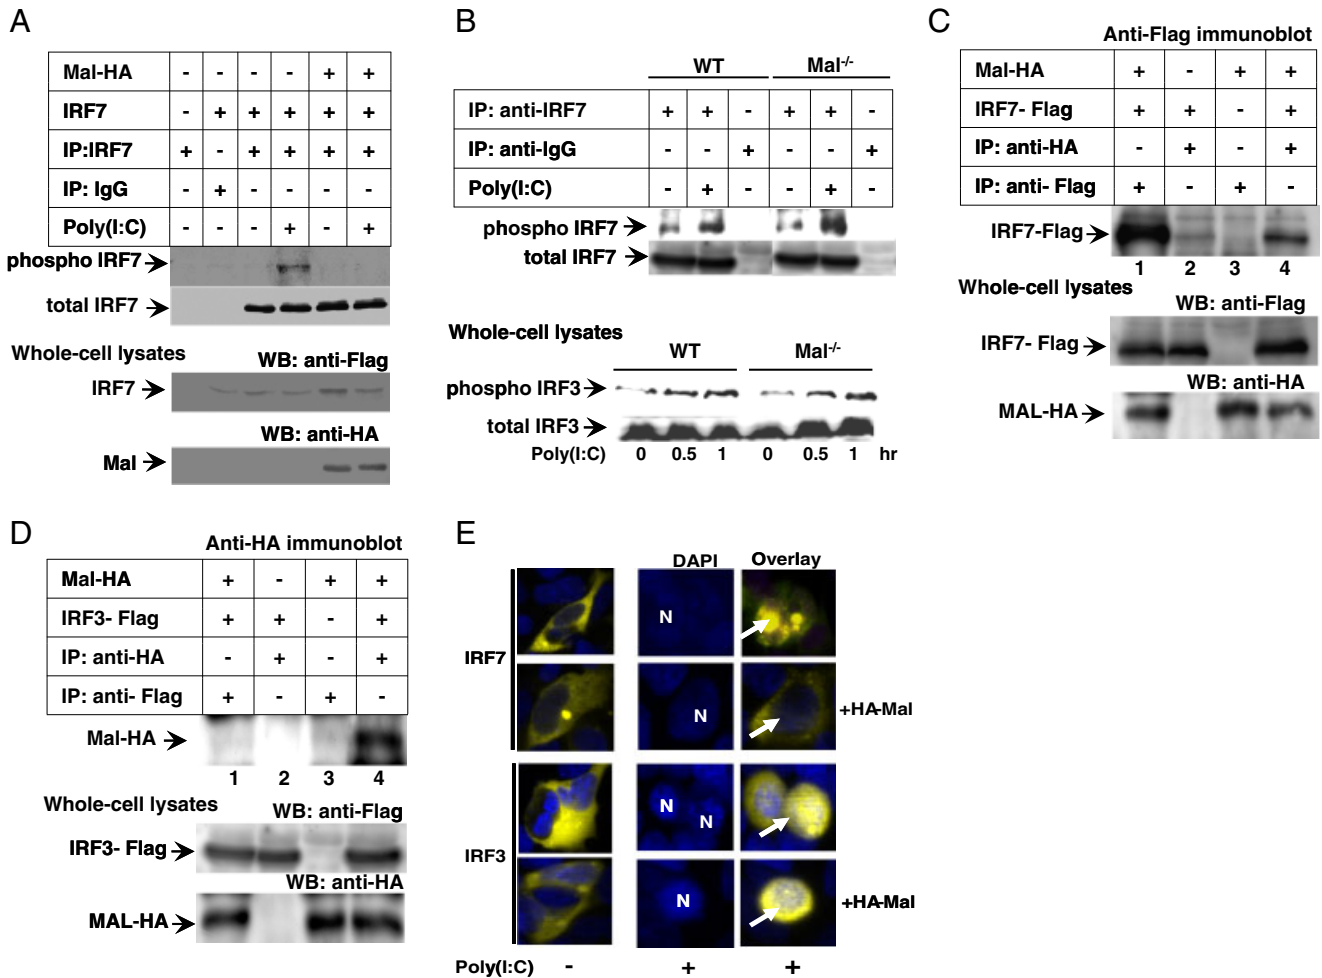 A
Mal-HA - - - - + +
IRF7 - + + + + +
IP:IRF7 + - + + + +
IP: IgG - + - - - -
Poly(I:C) - - - + - +
phospho IRF7
total IRF7
Whole-cell lysates
WB: anti-Flag
IRF7
WB: anti-HA
Mal
B
WT Mal-/-
IP: anti-IRF7 + + - + + -
IP: anti-IgG - - + - - +
Poly(I:C) - + - - + -
phospho IRF7
total IRF7
Whole-cell lysates
WT Mal-/-
phospho IRF3
total IRF3
Poly(I:C) 0 0.5 1 0 0.5 1 hr
C
Anti-Flag immunoblot
Mal-HA + - + +
IRF7- Flag + + - +
IP: anti-HA - + - +
IP: anti- Flag + - + -
IRF7-Flag
1 2 3 4
Whole-cell lysates
WB: anti-Flag
IRF7- Flag
WB: anti-HA
MAL-HA
D
Anti-HA immunoblot
Mal-HA + - + +
IRF3- Flag + + - +
IP: anti-HA - + - +
IP: anti- Flag + - + -
Mal-HA
1 2 3 4
Whole-cell lysates
WB: anti-Flag
IRF3- Flag
WB: anti-HA
MAL-HA
E
DAPI Overlay
N
IRF7
N
+HA-Mal
N N
IRF3
N
+HA-Mal
Poly(I:C) - + +